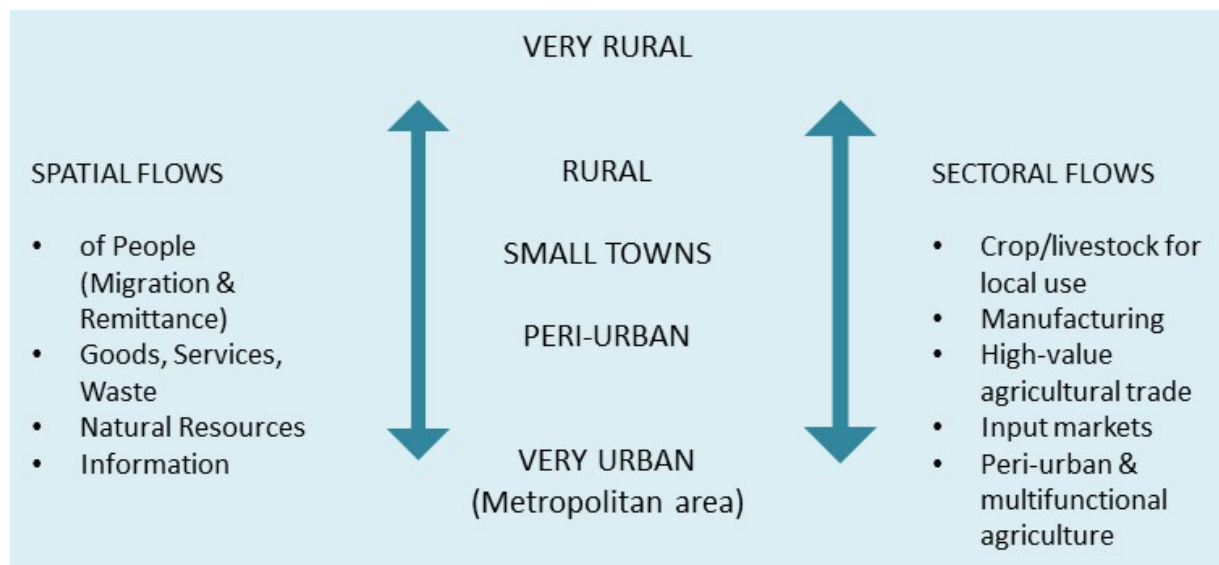 VERY RURAL
SPATIAL FLOWS
• of People
(Migration &
Remittance)
• Goods, Services,
Waste
• Natural Resources
• Information
RURAL
SMALL TOWNS
PERI-URBAN
VERY URBAN
(Metropolitan area)
SECTORAL FLOWS
• Crop/livestock for
local use
• Manufacturing
• High-value
agricultural trade
• Input markets
• Peri-urban &
multifunctional
agriculture